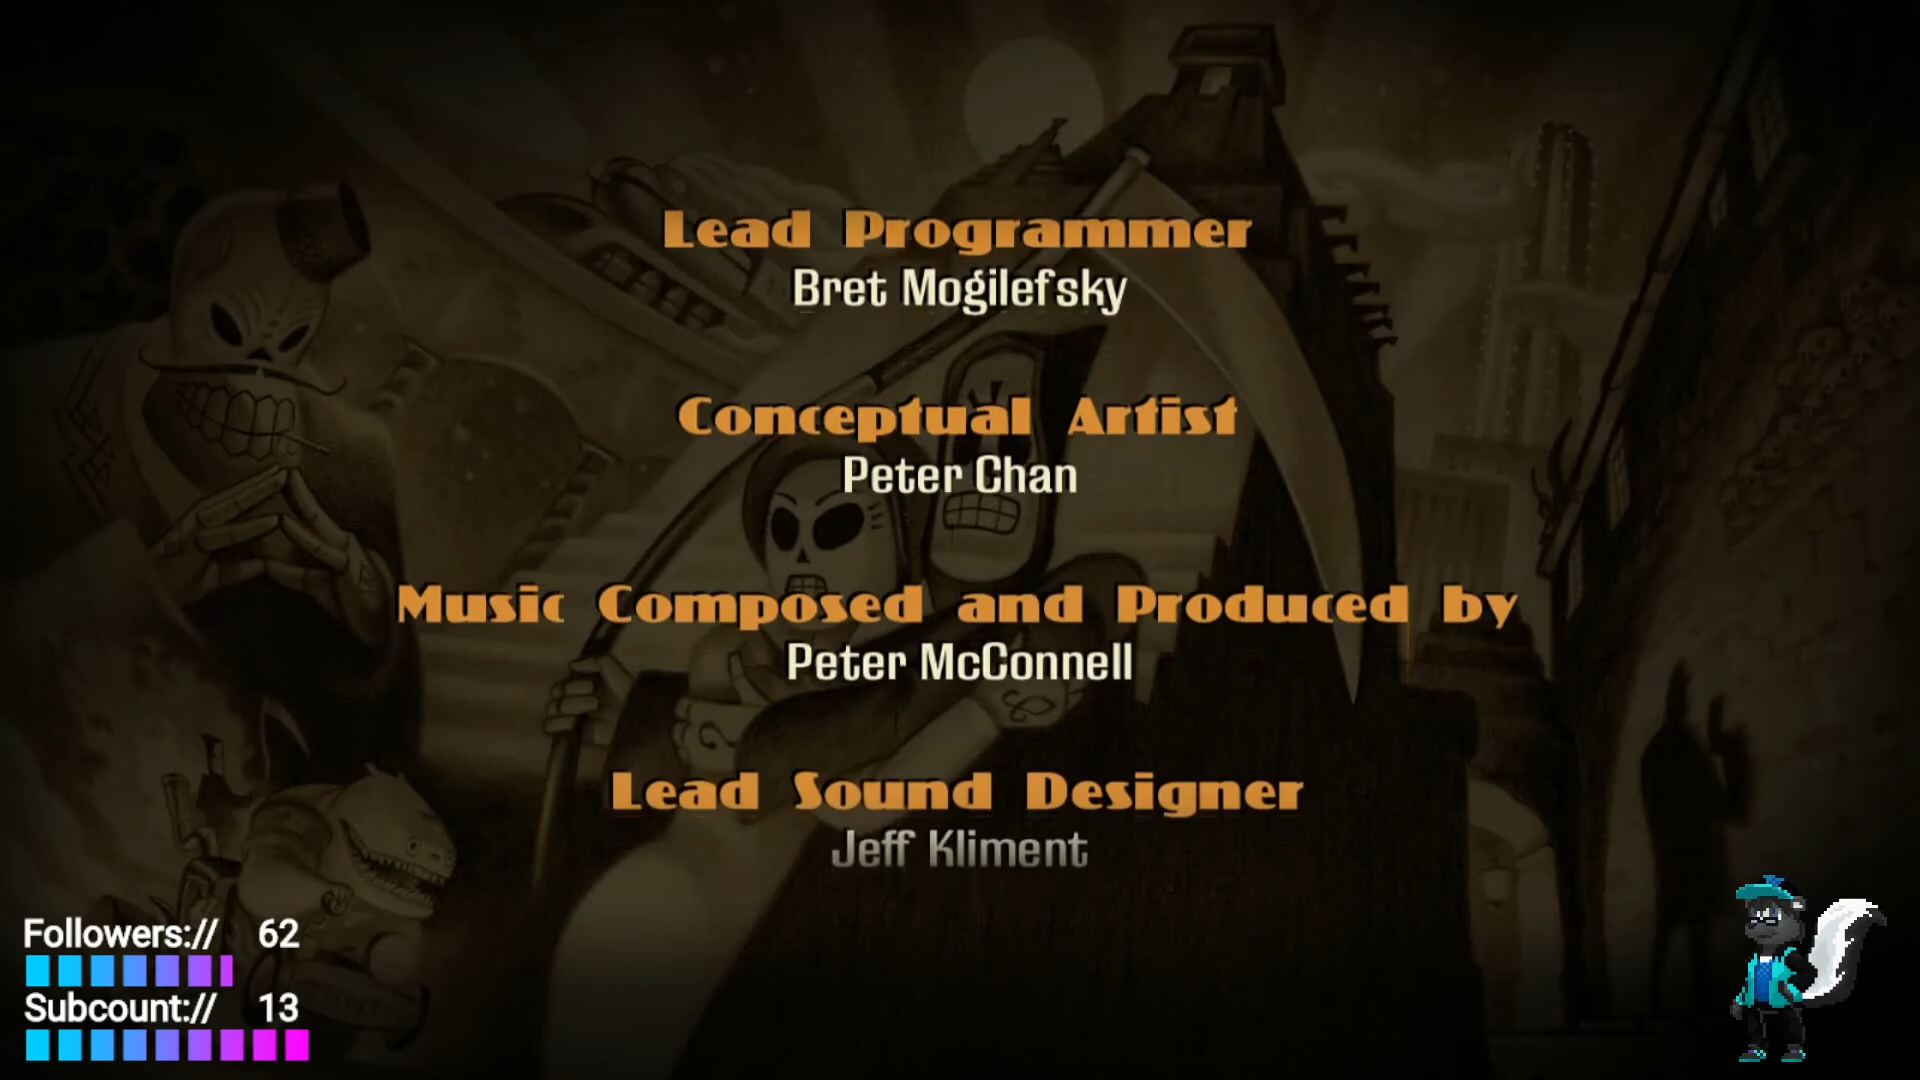 Lead Programmer
Bret Mogilefsky
Conceptual Artist
Peter Chan
Music Composed and Produced by
Peter McConnell
Lead Sound Designer
Jeff Kliment
Followers:// 62
Subcount:// 13